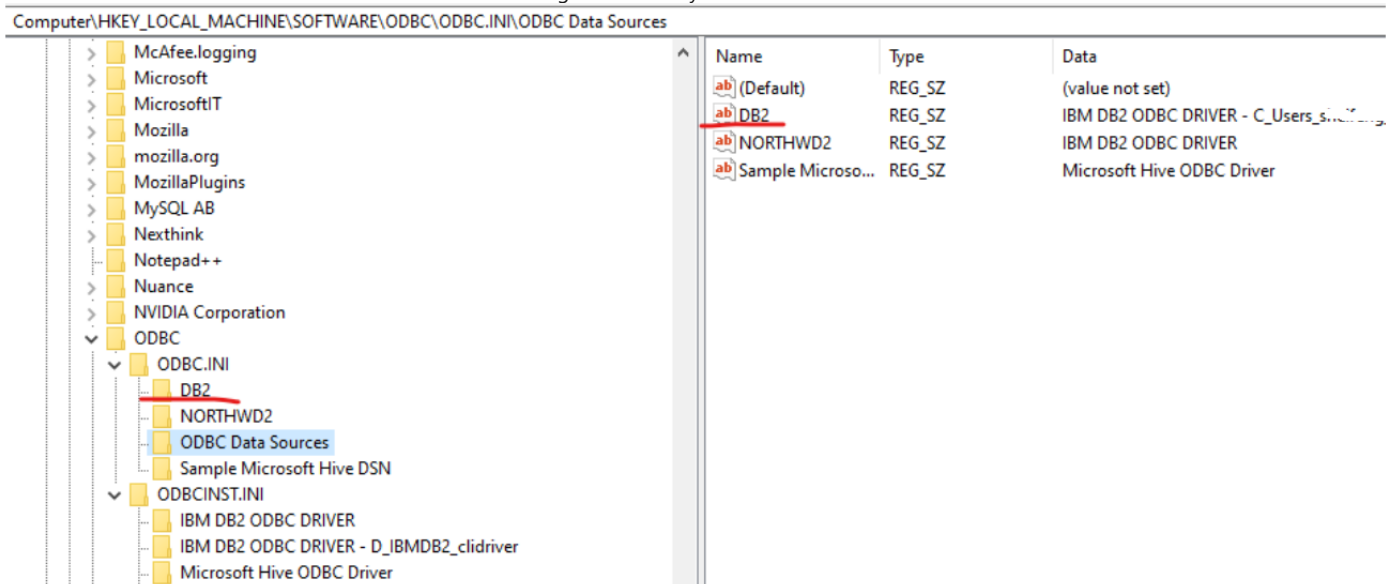 Computer\HKEY_LOCAL_MACHINE\SOFTWARE\ODBC\ODBC.INI\ODBC Data Sources
McAfee.logging
Microsoft
MicrosoftIT
Mozilla
mozilla.org
MozillaPlugins
MySQL AB
Nexthink
Notepad++
Nuance
NVIDIA Corporation
ODBC
ODBC.INI
DB2
NORTHWD2
ODBC Data Sources
Sample Microsoft Hive DSN
ODBCINST.INI
IBM DB2 ODBC DRIVER
IBM DB2 ODBC DRIVER - D_IBMDB2_clidriver
Microsoft Hive ODBC Driver
Name Type Data
ab (Default) REG_SZ (value not set)
ab DB2 REG_SZ IBM DB2 ODBC DRIVER - C_Users_
ab NORTHWD2 REG_SZ IBM DB2 ODBC DRIVER
ab Sample Microso... REG_SZ Microsoft Hive ODBC Driver